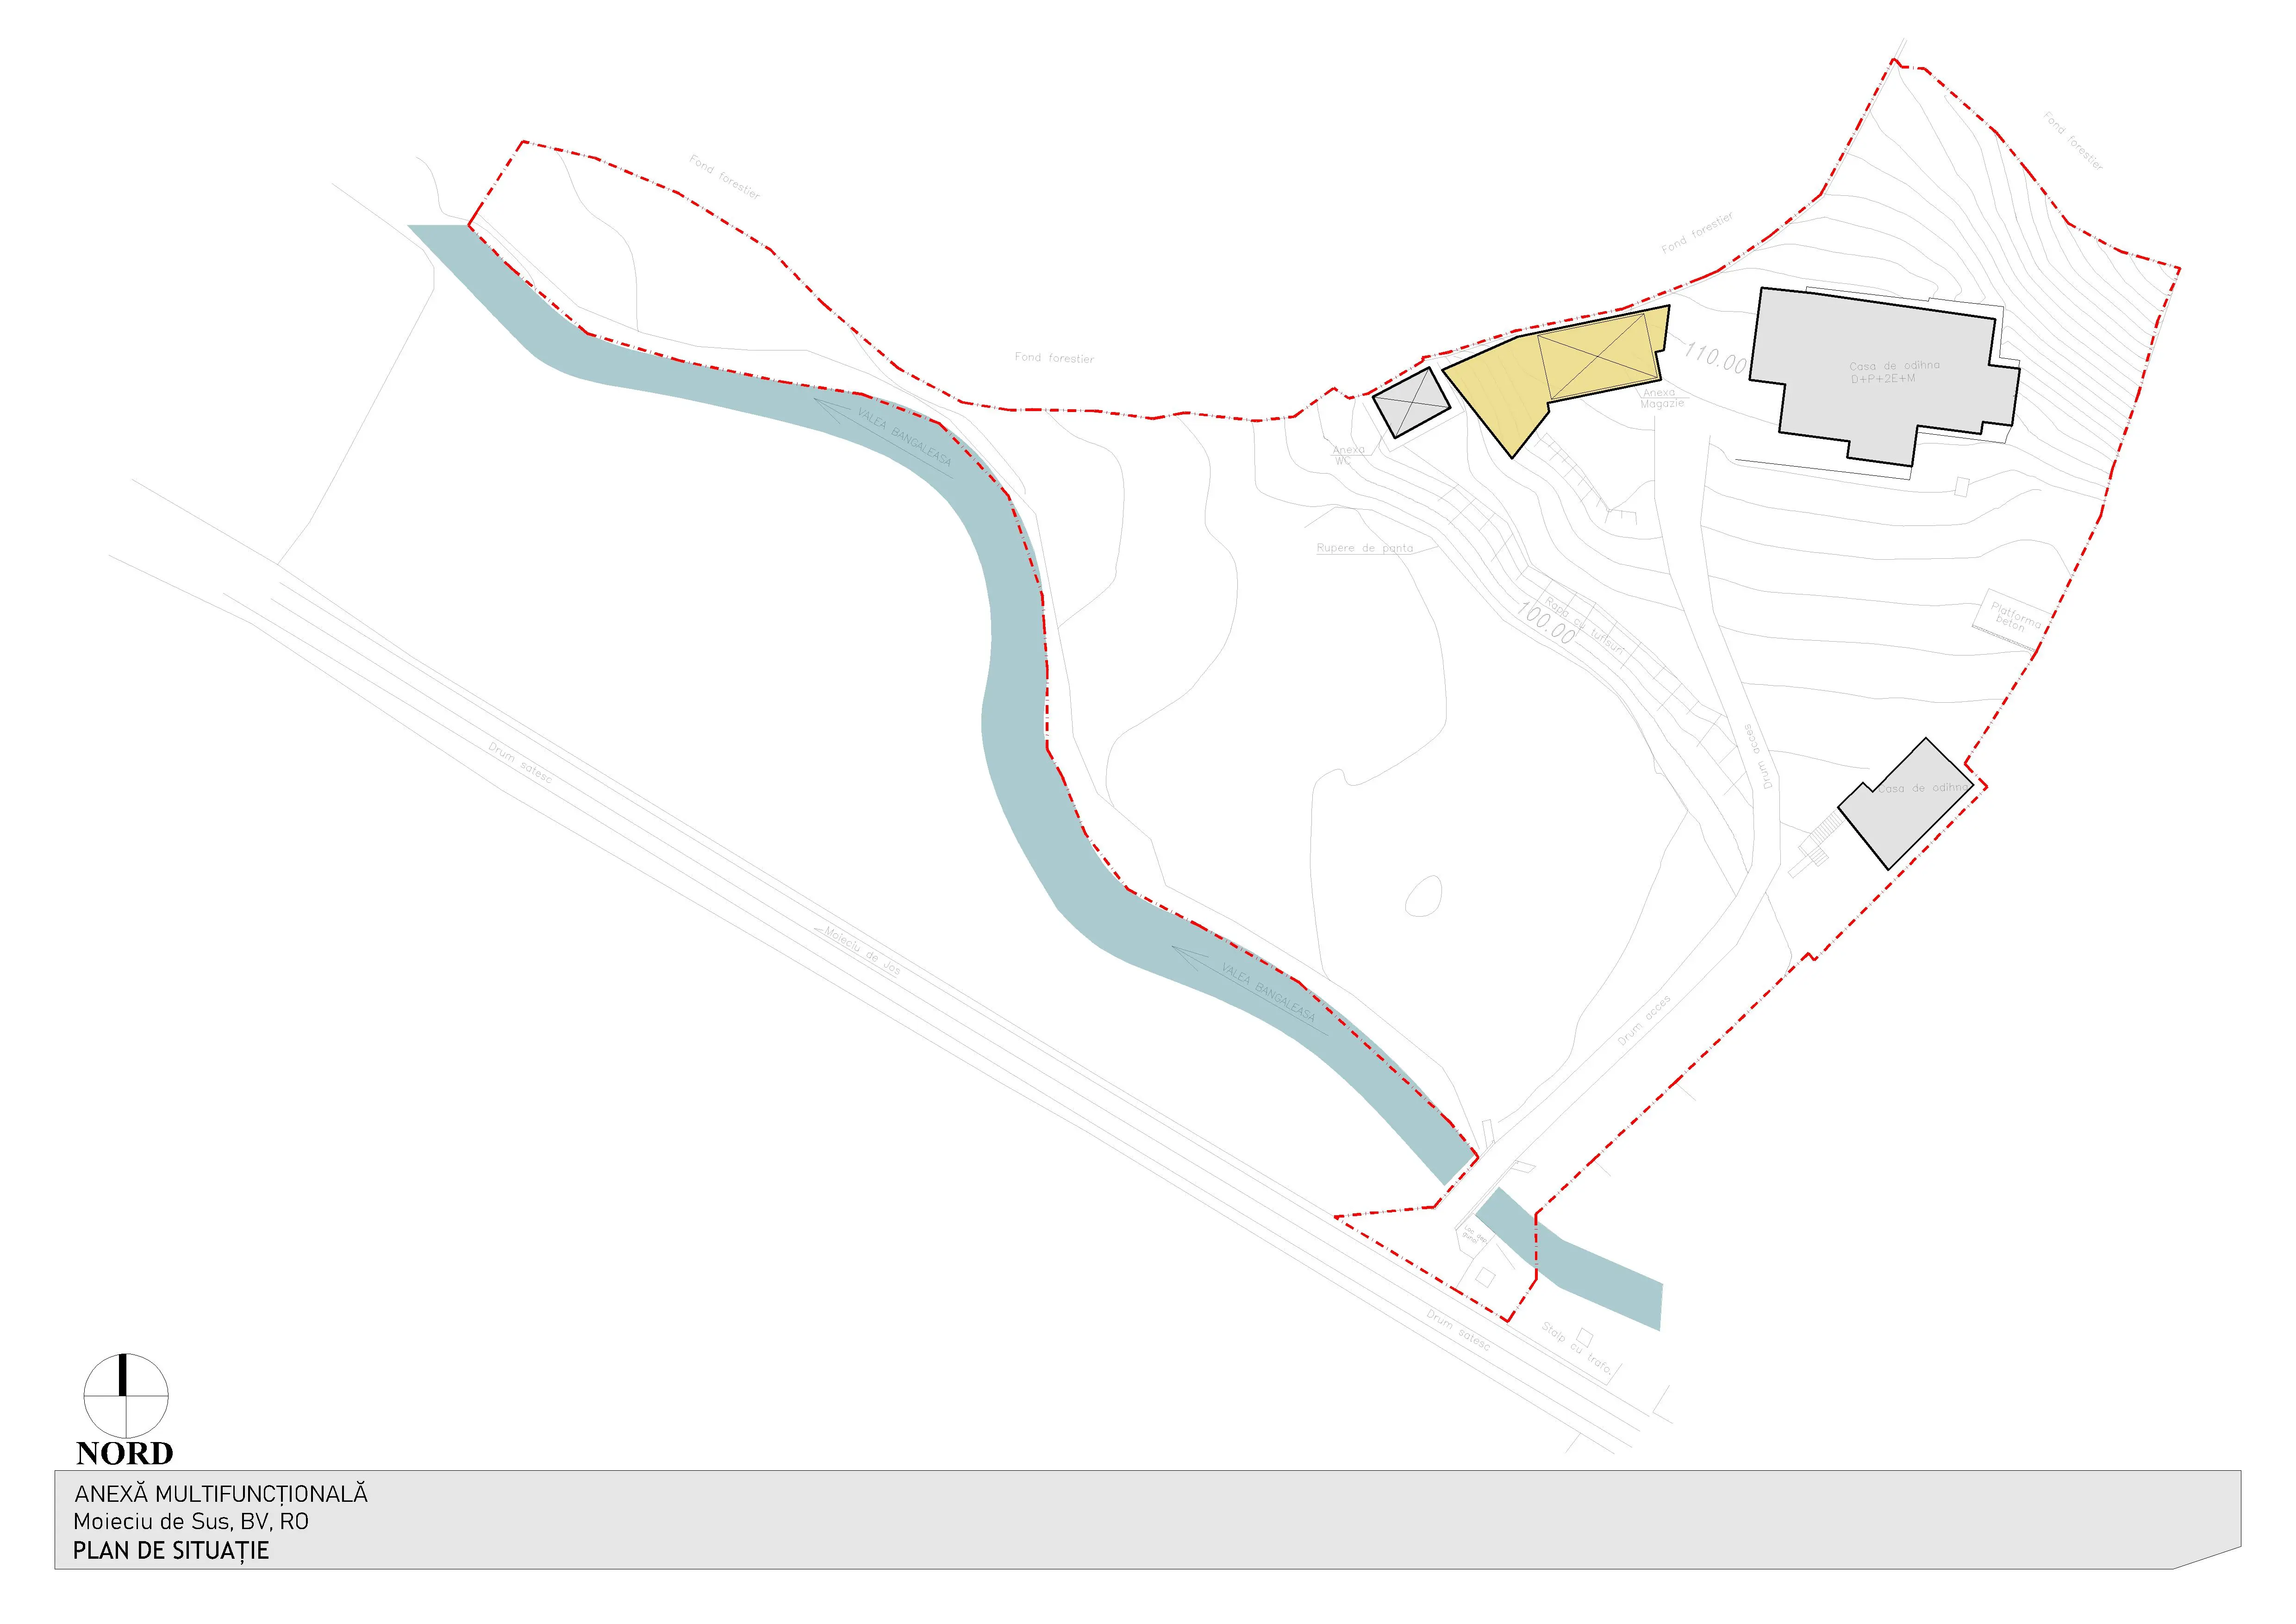 Fond forestier
Fond forestier
Fond forestier
Fond forestier
110.00
Casa de odihna
D+P+2E+M
Anexa
Magazie
Anexa
WC
VALEA BANGALEASA
Rupere de panta
100.00
Rapa cu tufisuri
Platforma
beton
Drum acces
Drum satesc
Casa de odihna
Moieciu de Jos
VALEA BANGALEASA
Drum acces
Drum satesc
Stalp cu trafo.
NORD
ANEXĂ MULTIFUNCȚIONALĂ
Moieciu de Sus, BV, RO
PLAN DE SITUAȚIE